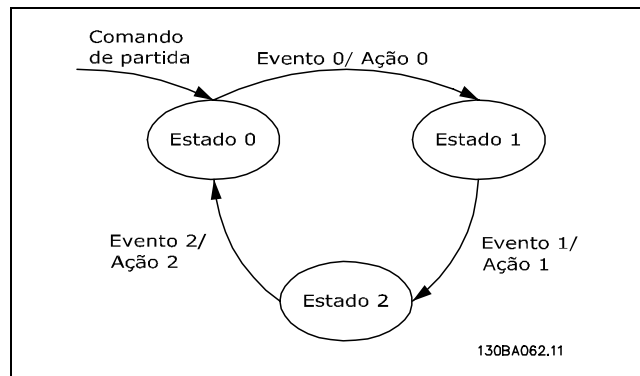 Comando
de partida
Evento 0/ Ação 0
Estado 0
Estado 1
Evento 2/
Ação 2
Evento 1/
Ação 1
Estado 2
130BA062.11